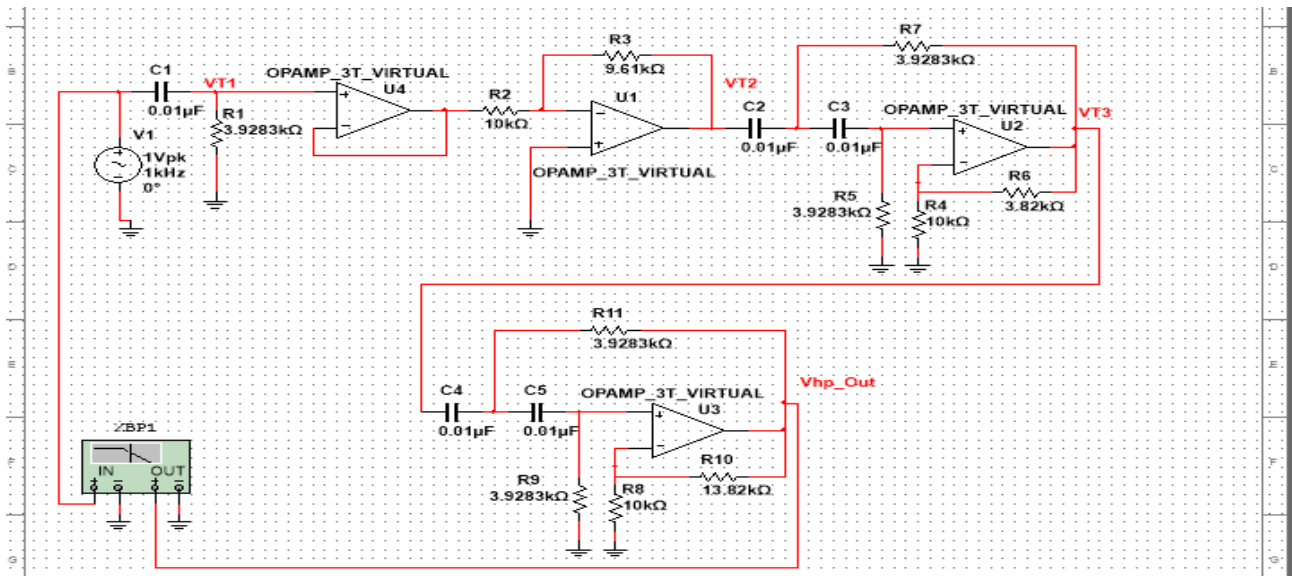 R7
3.9283kΩ
R3
9.61kΩ
C1
VT1
OPAMP_3T_VIRTUAL
U4
0.01µF
R1
3.9283kΩ
V1
1Vpk
1kHz
0°
R2
10kΩ
U1
OPAMP_3T_VIRTUAL
VT2
C2
0.01µF
C3
0.01µF
OPAMP_3T_VIRTUAL
U2
VT3
R6
3.82kΩ
R5
3.9283kΩ
R4
10kΩ
R11
3.9283kΩ
C4
0.01µF
C5
0.01µF
OPAMP_3T_VIRTUAL
U3
Vhp_Out
R10
13.82kΩ
R9
3.9283kΩ
R8
10kΩ
XBP1
IN
OUT
B
C
D
E
F
G
B
C
D
E
F
G